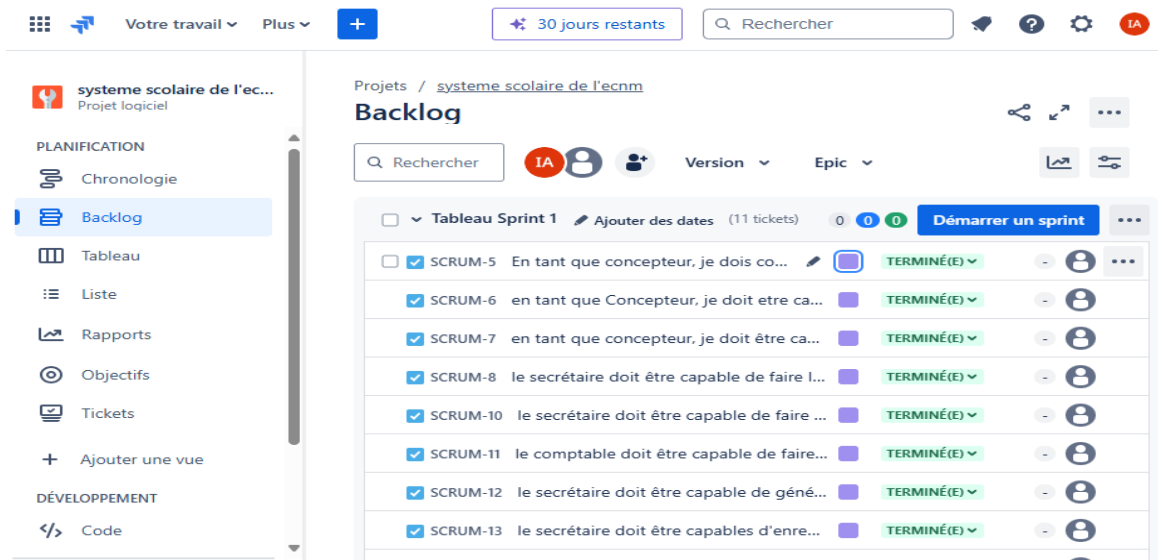 Votre travail Plus + 30 jours restants Rechercher IA
systeme scolaire de l'ec...
Projet logiciel
PLANIFICATION
Chronologie
Backlog
Tableau
Liste
Rapports
Objectifs
Tickets
+ Ajouter une vue
DÉVELOPPEMENT
</> Code
Projets / systeme scolaire de l'ecnm
Backlog
Rechercher IA Version Epic
Tableau Sprint 1 Ajouter des dates (11 tickets) 0 0 0 Démarrer un sprint
SCRUM-5 En tant que concepteur, je dois co... TERMINÉ(E) -
SCRUM-6 en tant que Concepteur, je doit etre ca... TERMINÉ(E) -
SCRUM-7 en tant que concepteur, je doit être ca... TERMINÉ(E) -
SCRUM-8 le secrétaire doit être capable de faire l... TERMINÉ(E) -
SCRUM-10 le secrétaire doit être capable de faire ... TERMINÉ(E) -
SCRUM-11 le comptable doit être capable de faire... TERMINÉ(E) -
SCRUM-12 le secrétaire doit être capable de géné... TERMINÉ(E) -
SCRUM-13 le secrétaire doit être capables d'enre... TERMINÉ(E) -